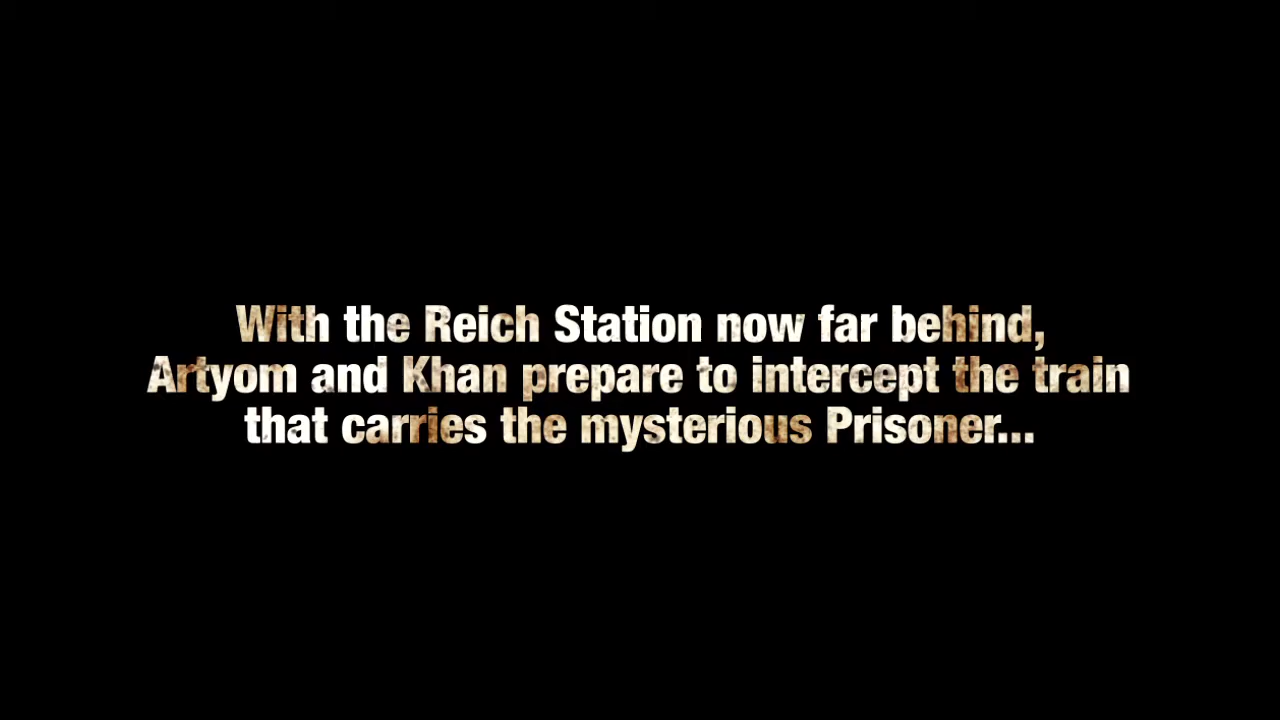 With the Reich Station now far behind,
Artyom and Khan prepare to intercept the train
that carries the mysterious Prisoner...